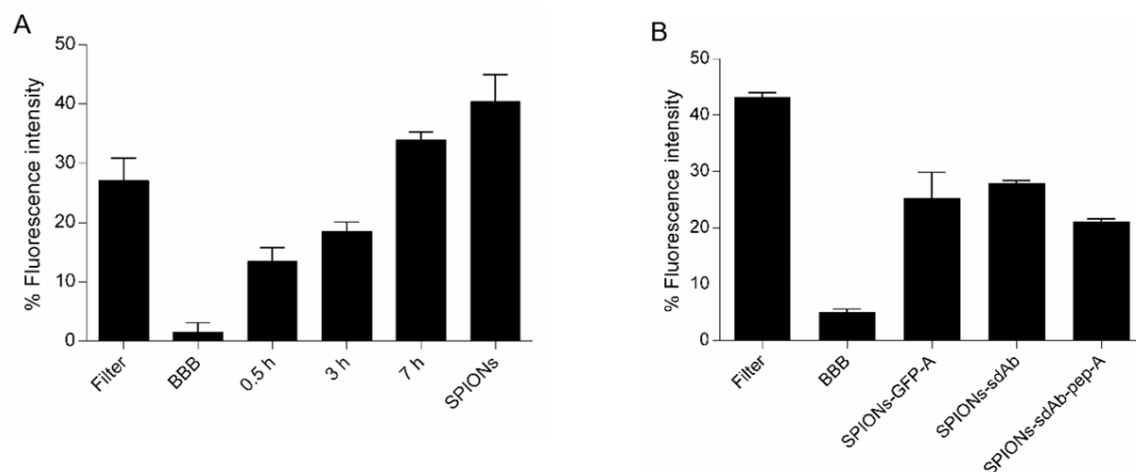 A
% Fluorescence intensity
50
40
30
20
10
0
Filter
BBB
0.5 h
3 h
7 h
SPIONs
B
% Fluorescence intensity
50
40
30
20
10
0
Filter
BBB
SPIONs-GFP-A
SPIONs-sdAb
SPIONs-sdAb-pep-A